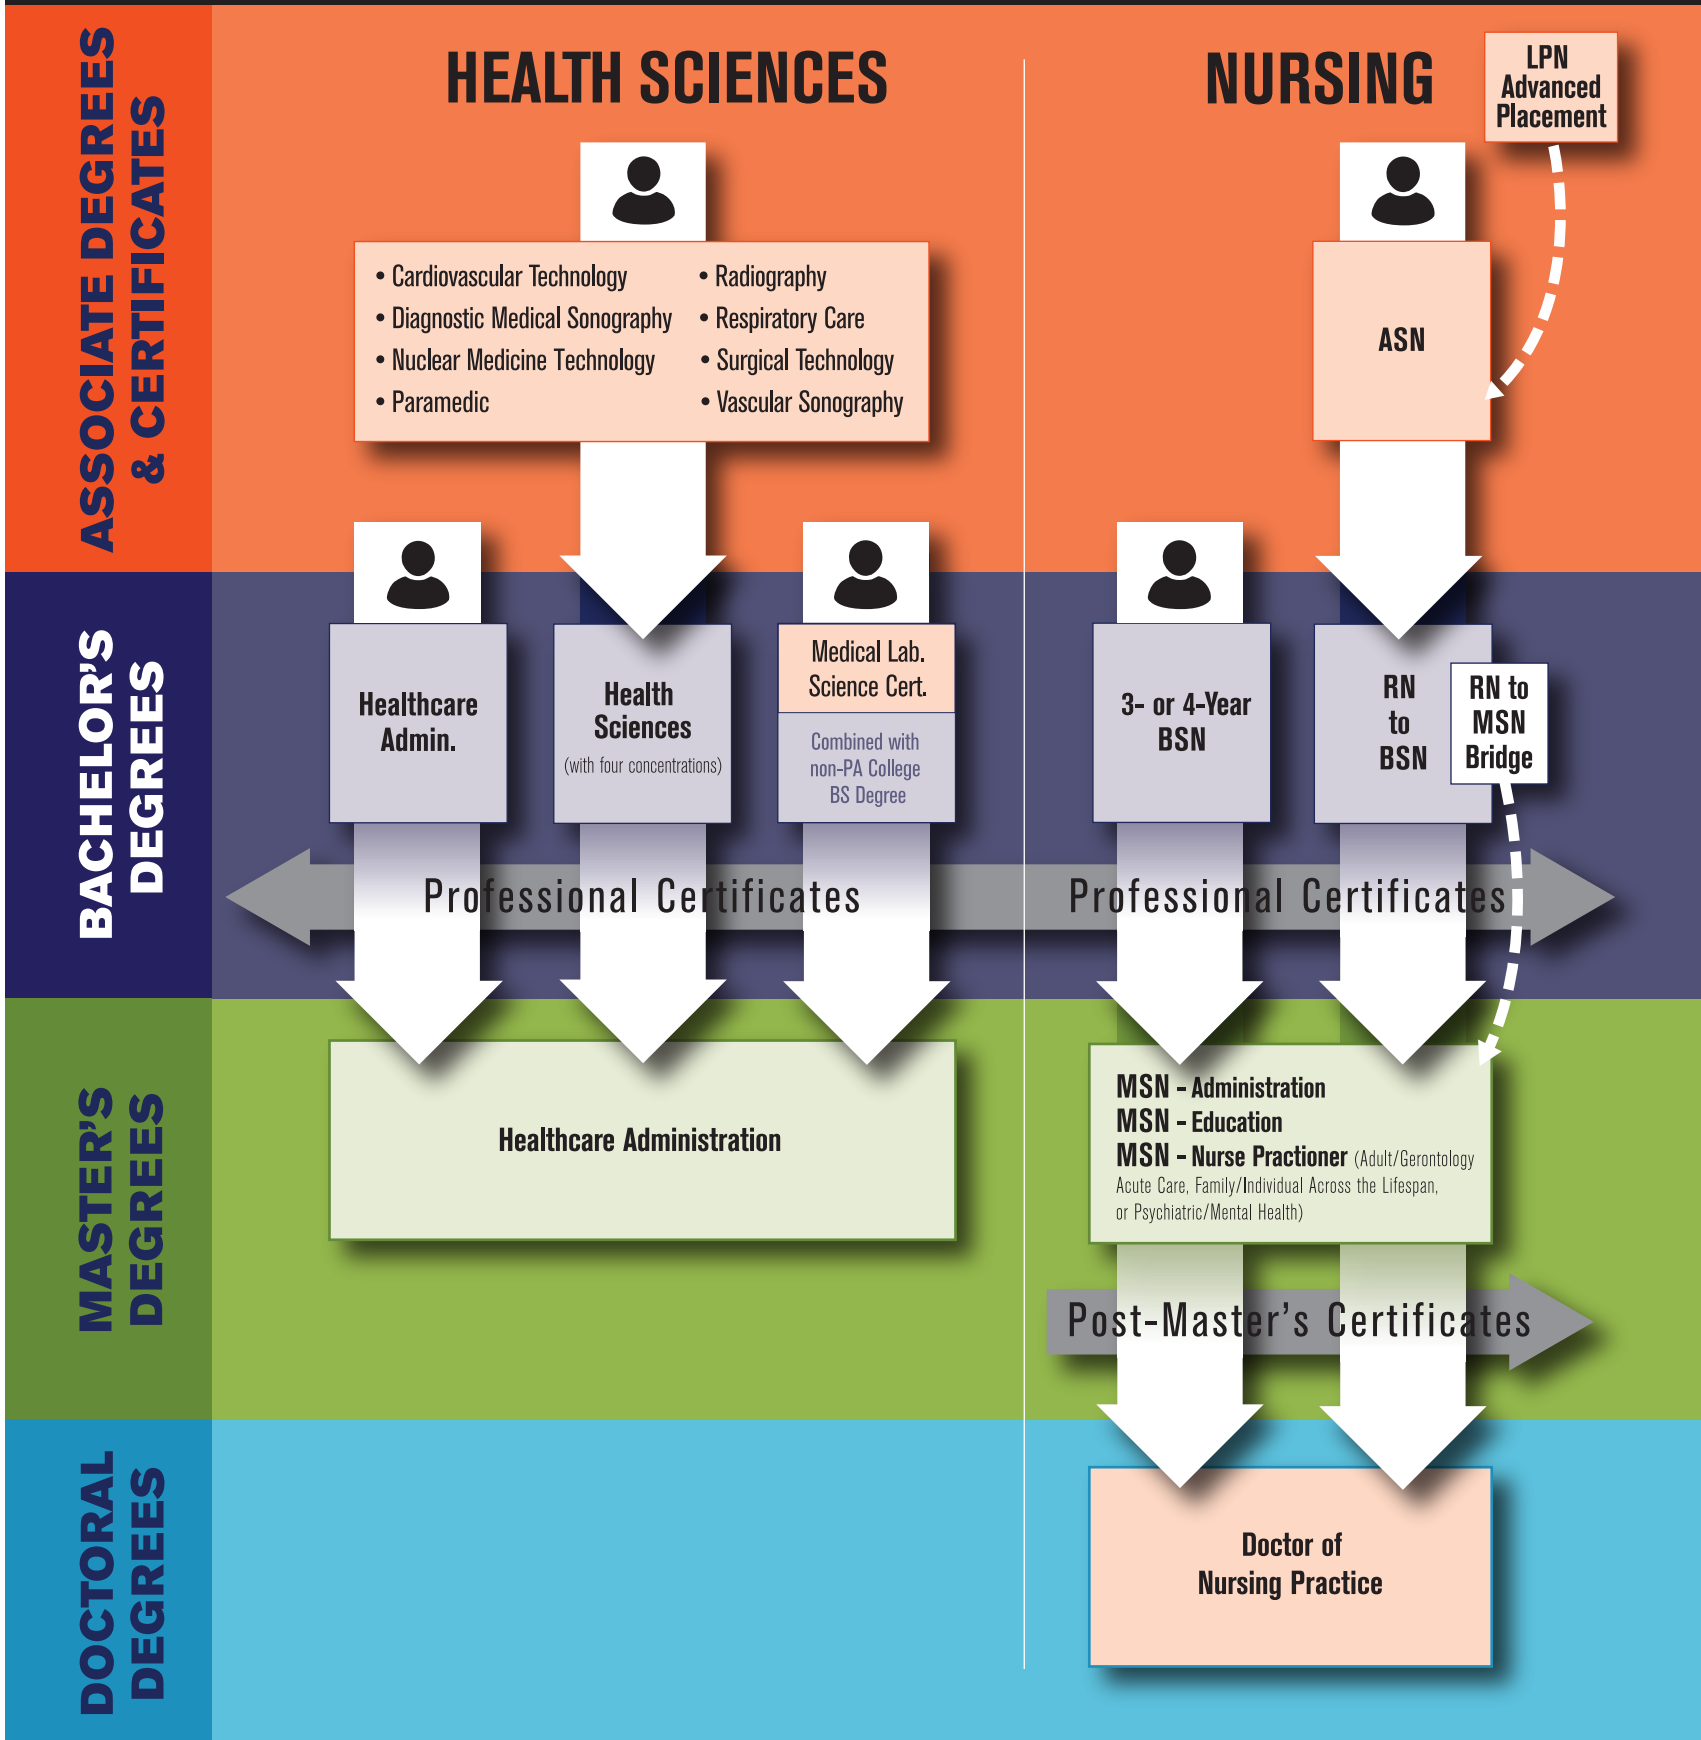 ASSOCIATE DEGREES
& CERTIFICATES
HEALTH SCIENCES
• Cardiovascular Technology
• Diagnostic Medical Sonography
• Nuclear Medicine Technology
• Paramedic
• Radiography
• Respiratory Care
• Surgical Technology
• Vascular Sonography
NURSING
LPN
Advanced
Placement
ASN
BACHELOR'S
DEGREES
Healthcare
Admin.
Health
Sciences
(with four concentrations)
Medical Lab.
Science Cert.
Combined with
non-PA College
BS Degree
3- or 4-Year
BSN
RN
to
BSN
RN to
MSN
Bridge
Professional Certificates
Professional Certificates
MASTER'S
DEGREES
Healthcare Administration
MSN - Administration
MSN - Education
MSN - Nurse Practioner (Adult/Gerontology
Acute Care, Family/Individual Across the Lifespan,
or Psychiatric/Mental Health)
Post-Master's Certificates
DOCTORAL
DEGREES
Doctor of
Nursing Practice